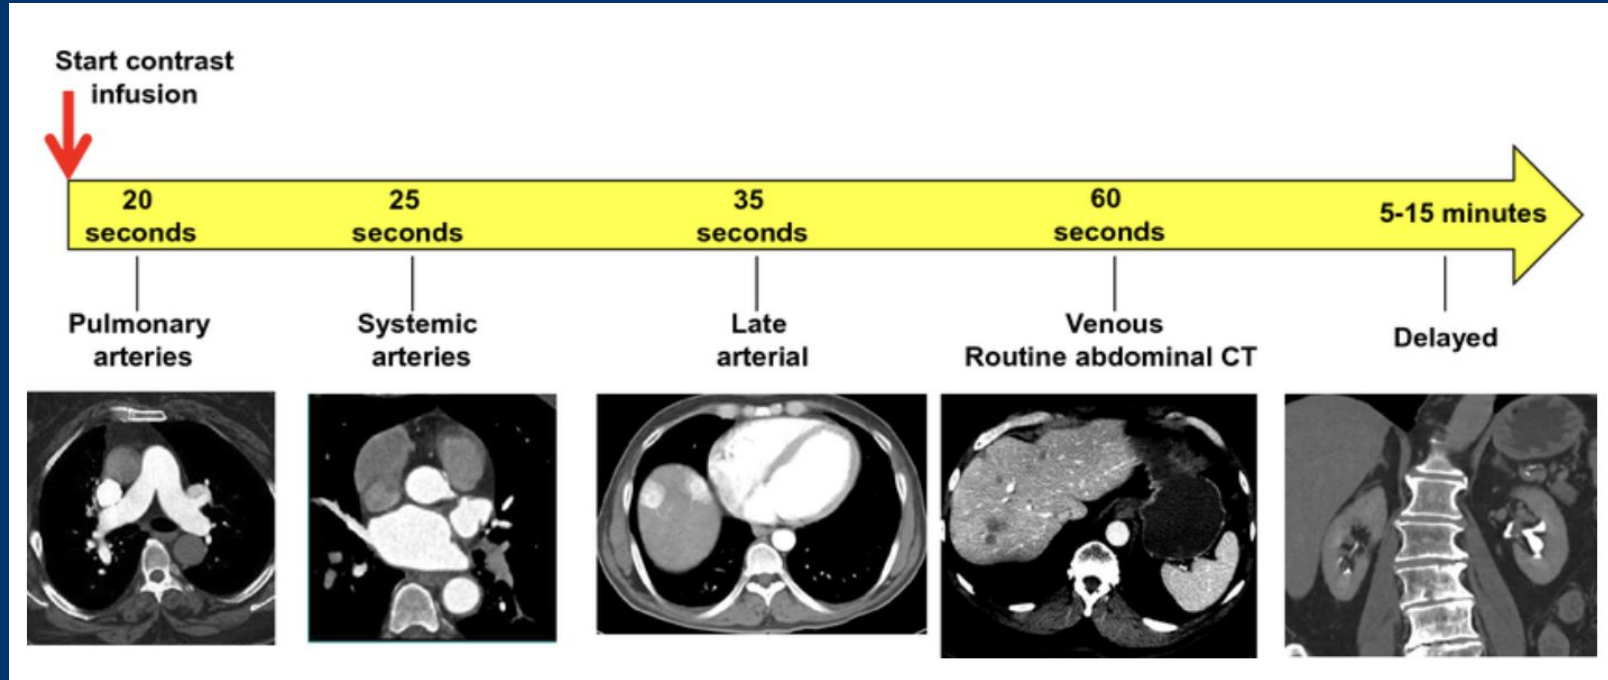 Start contrast
infusion
20
seconds
25
seconds
35
seconds
60
seconds
5-15 minutes
Pulmonary
arteries
Systemic
arteries
Late
arterial
Venous
Routine abdominal CT
Delayed